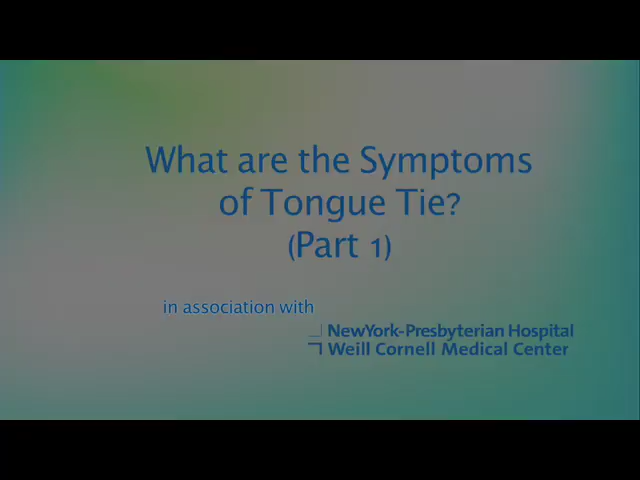 What are the Symptoms
of Tongue Tie?
(Part 1)
in association with
NewYork-Presbyterian Hospital
Weill Cornell Medical Center